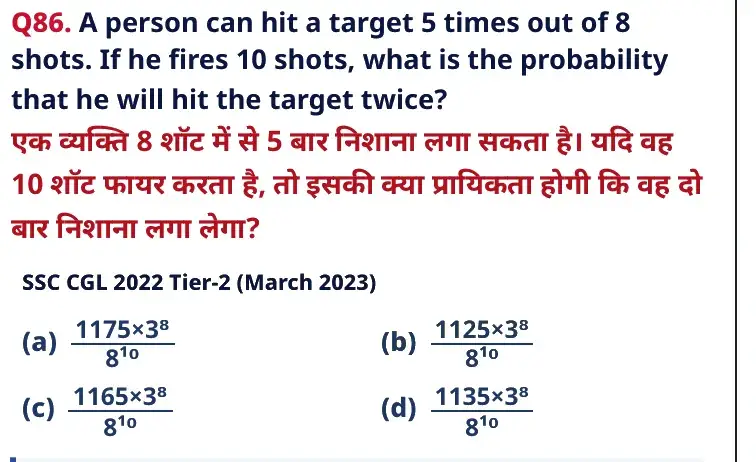 Q86. A person can hit a target 5 times out of 8
shots. If he fires 10 shots, what is the probability
that he will hit the target twice?
एक व्यक्ति 8 शॉट में से 5 बार निशाना लगा सकता है। यदि वह
10 शॉट फायर करता है, तो इसकी क्या प्रायिकता होगी कि वह दो
बार निशाना लगा लेगा?
SSC CGL 2022 Tier-2 (March 2023)
(a) 1175×3⁸/8¹⁰ (b) 1125×3⁸/8¹⁰
(c) 1165×3⁸/8¹⁰ (d) 1135×3⁸/8¹⁰